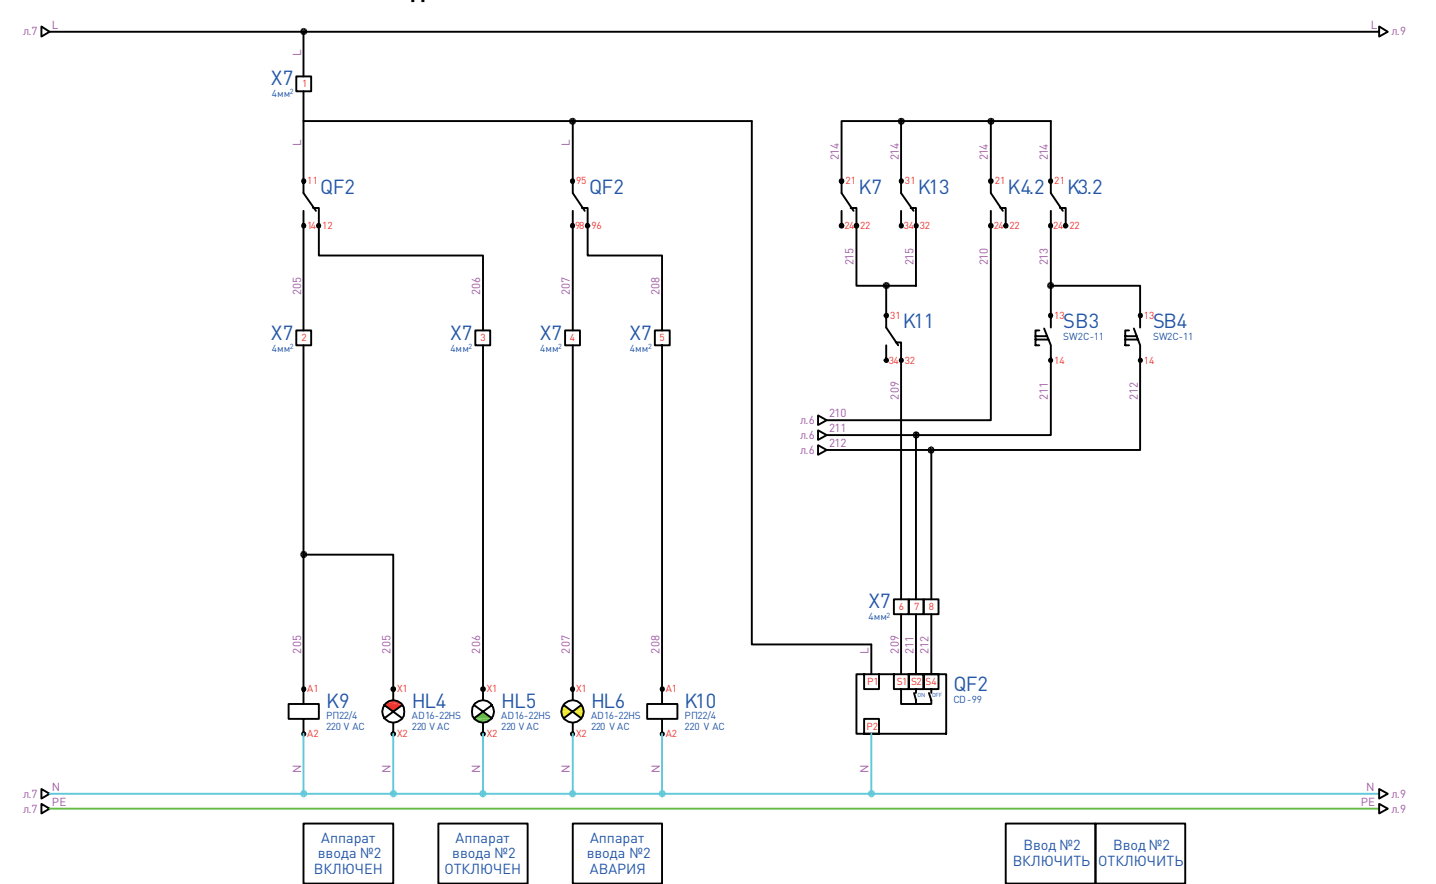 л.7 L L л.9
L
X7 1
4мм²
L L 214 214 214 214
11 QF2 95 QF2 21 K7 31 K13 21 K4.2 21 K3.2
14 12 98 96 24 22 34 32 24 22 24 22
205 206 207 208 215 215 210 213
X7 2 X7 3 X7 4 X7 5 31 K11 13 SB3 13 SB4
4мм² 4мм² 4мм² 4мм² SW2C-11 SW2C-11
34 32 14 14
209 211 212
л.6 210
л.6 211
л.6 212
X7 6 7 8
4мм²
205 205 206 207 208 L 209 211 212
P1 S1 S2 S4 QF2
ON OFF CD-99
P2
A1 K9 X1 HL4 X1 HL5 X1 HL6 A1 K10
РП22/4 AD16-22HS AD16-22HS AD16-22HS РП22/4
220 V AC 220 V AC 220 V AC 220 V AC 220 V AC
A2 X2 X2 X2 A2
N N N N N N
л.7 N N л.9
л.7 PE PE л.9
Аппарат
ввода №2
ВКЛЮЧЕН
Аппарат
ввода №2
ОТКЛЮЧЕН
Аппарат
ввода №2
АВАРИЯ
Ввод №2
ВКЛЮЧИТЬ
Ввод №2
ОТКЛЮЧИТЬ